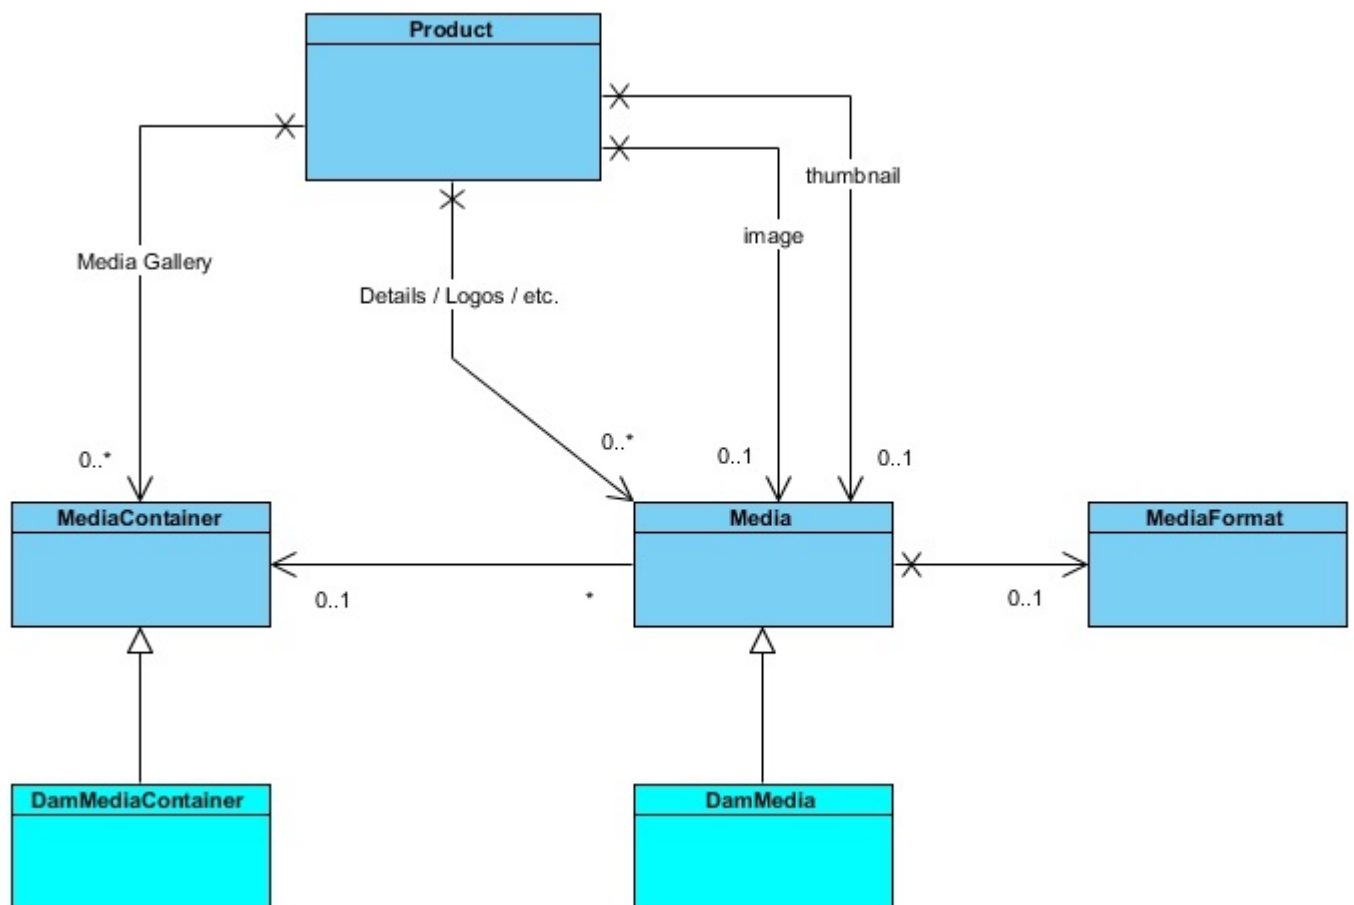 Product
thumbnail
image
Media Gallery
Details / Logos / etc.
0..*
0..*
0..1
0..1
MediaContainer
Media
MediaFormat
0..1
*
0..1
DamMediaContainer
DamMedia